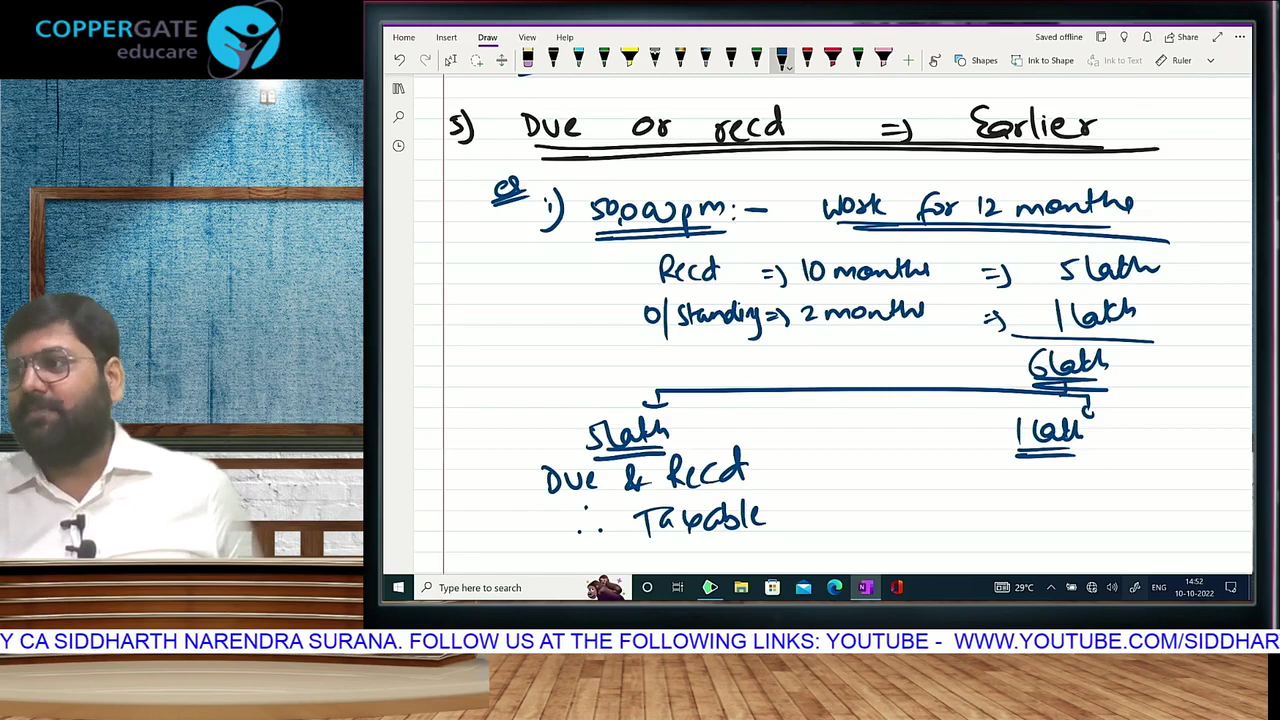 COPPERGATE
educare
Home Insert Draw View Help
Saved offline
Share
Shapes
Ink to Shape
Ink to Text
Ruler
5) Due or recd => Earlier
eg i) 50,000 pm:- Work for 12 months
Recd => 10 months => 5 lakh
O/standing => 2 months => 1 lakh
6 lakh
5 lakh 1 lakh
Due & Recd
∴ Taxable
Type here to search
29°C
ENG
14:52
10-10-2022
Y CA SIDDHARTH NARENDRA SURANA. FOLLOW US AT THE FOLLOWING LINKS: YOUTUBE - WWW.YOUTUBE.COM/SIDDHAR